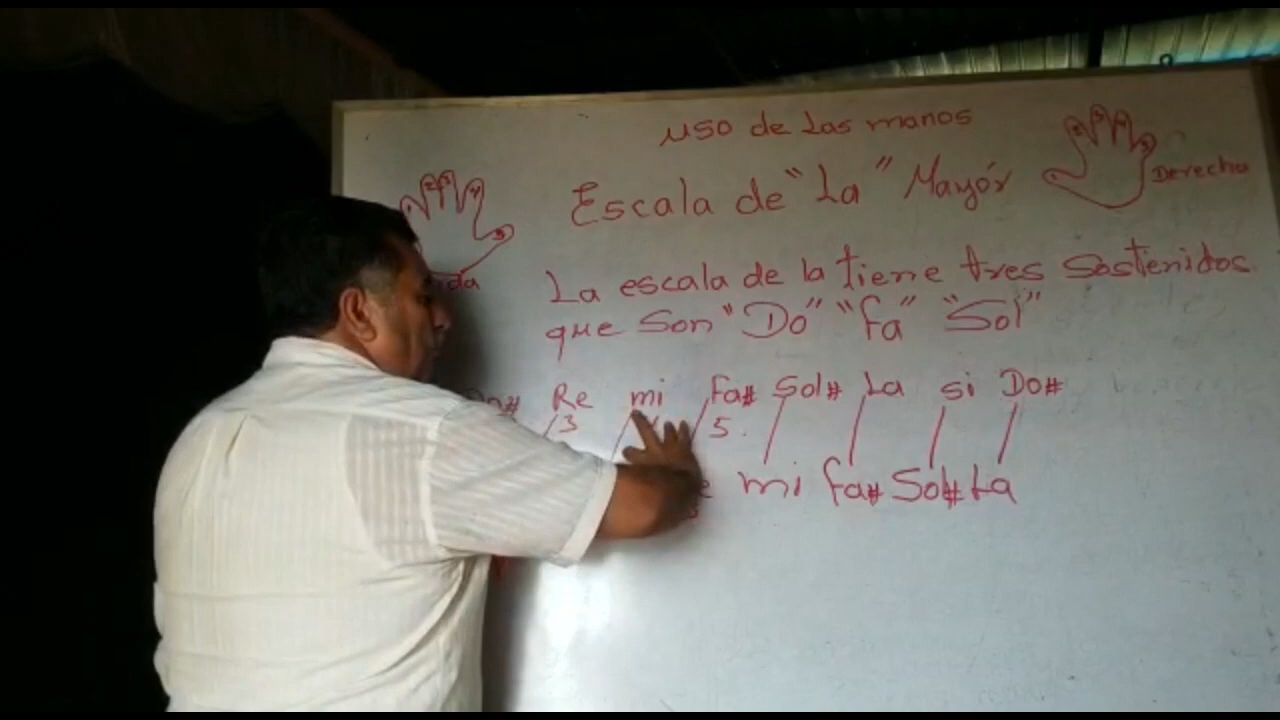 uso de las manos
Escala de "La" Mayór
Derecha
La escala de la tiene tres Sostenidos.
que Son "Do" "fa" "Sol"
Do# Re mi Fa# Sol# La si Do#
3 5.
mi fa# Sol# La